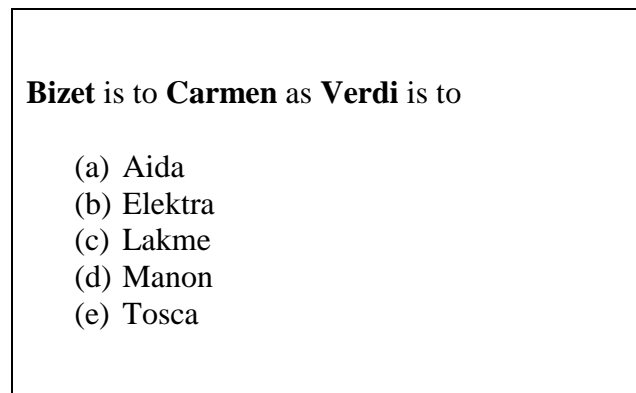 Bizet is to Carmen as Verdi is to
(a) Aida
(b) Elektra
(c) Lakme
(d) Manon
(e) Tosca